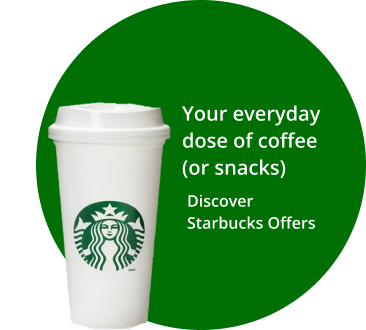 Your everyday
dose of coffee
(or snacks)
Discover
Starbucks Offers